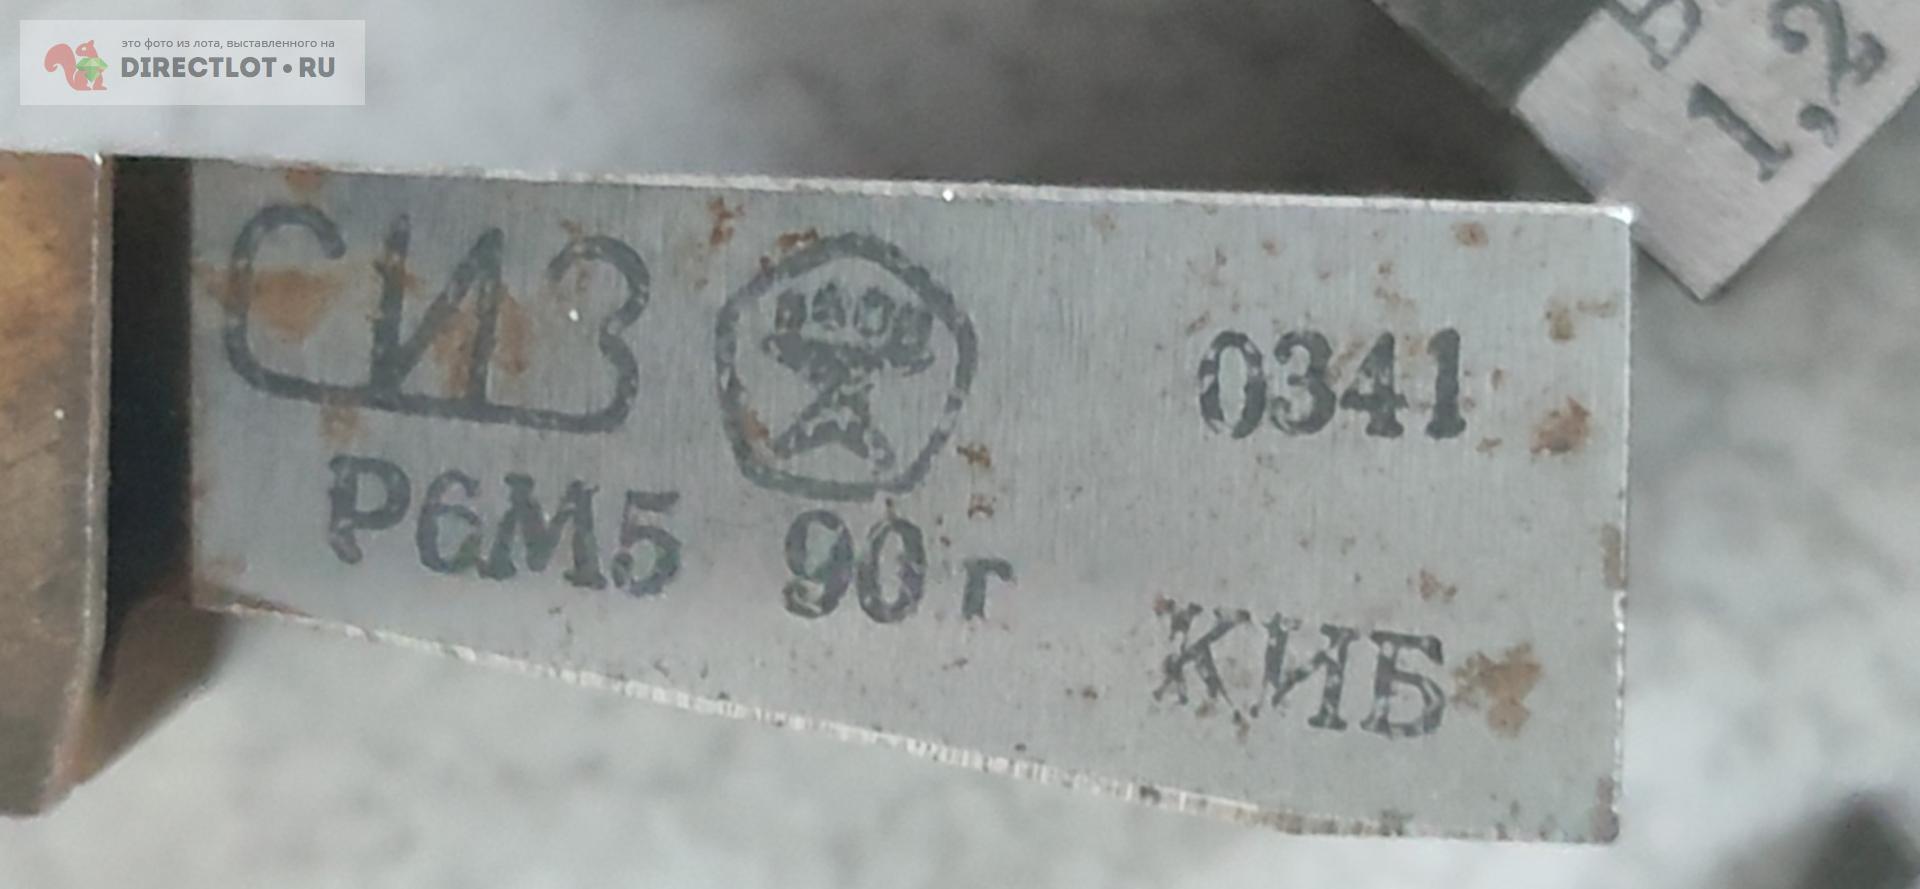 это фото из лота, выставленного на
DIRECTLOT•RU
1,2
СИЗ
0341
Р6М5 90 г
КИБ